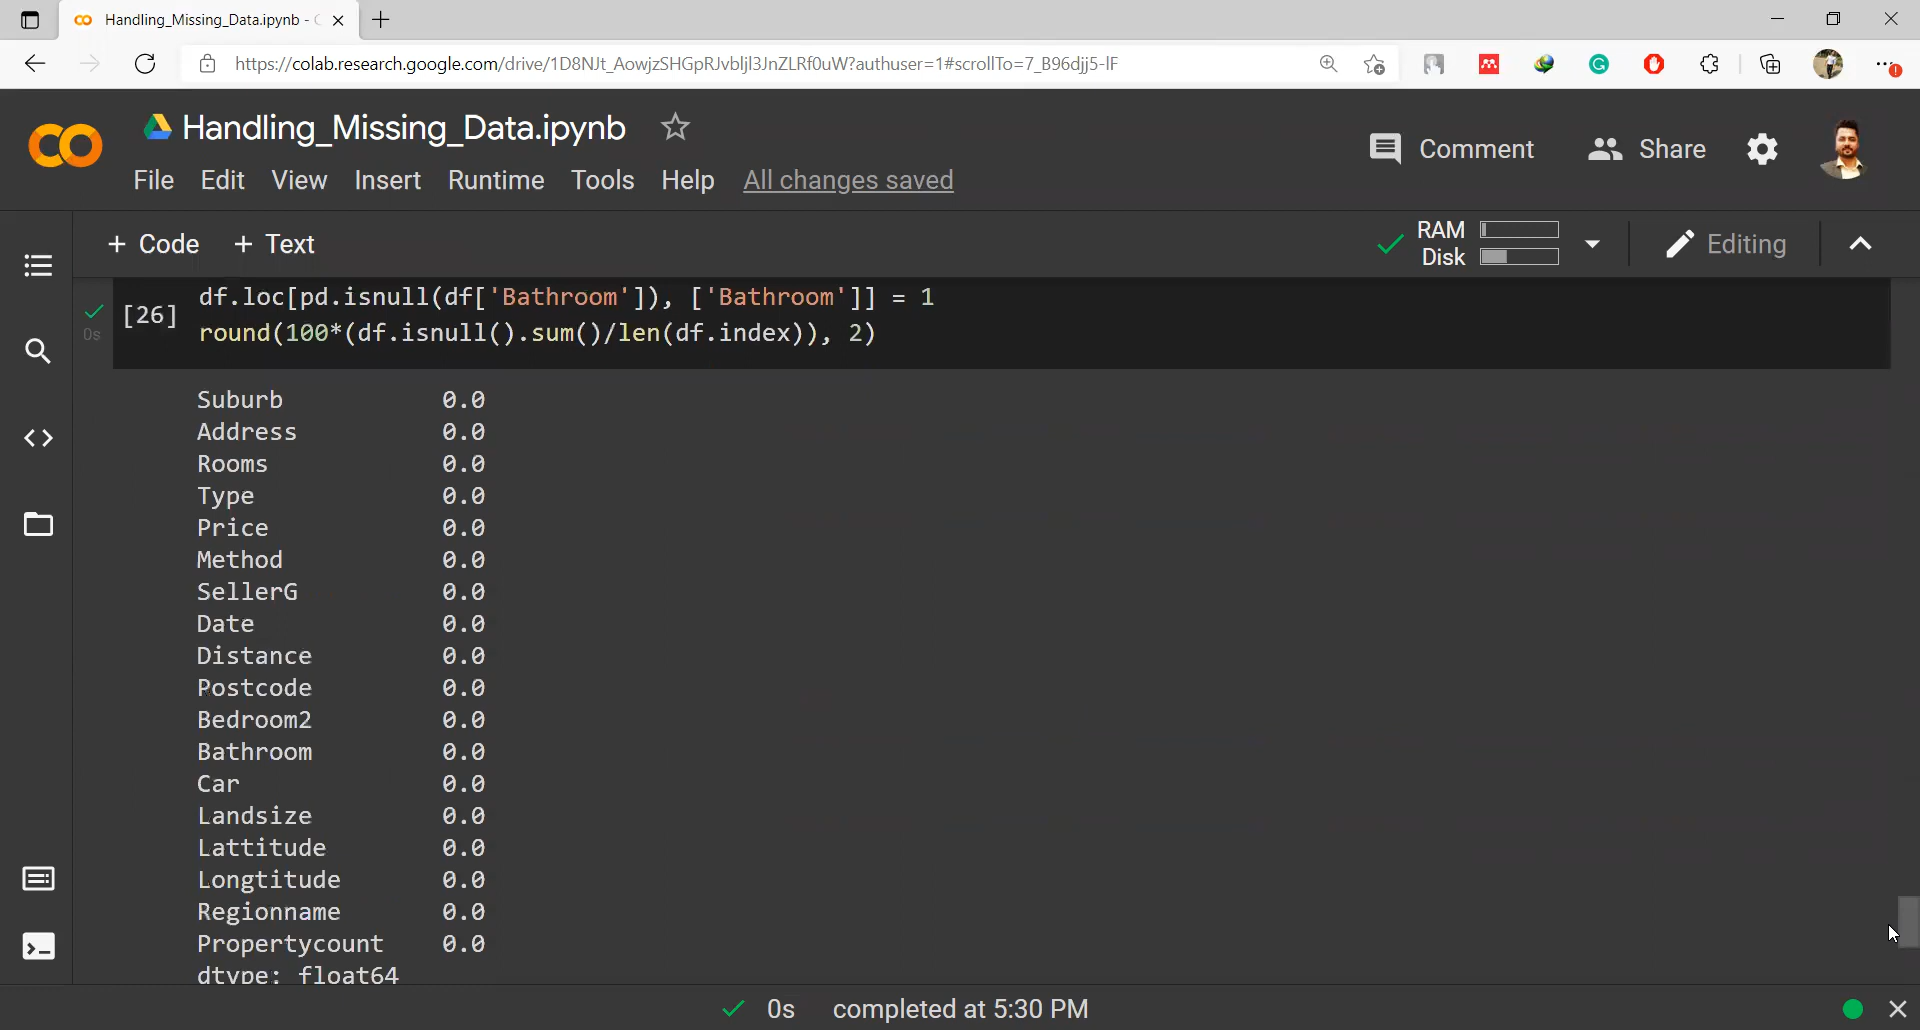 Handling_Missing_Data.ipynb - C
https://colab.research.google.com/drive/1D8NJt_AowjzSHGpRJvbljl3JnZLRf0uW?authuser=1#scrollTo=7_B96djj5-lF
Handling_Missing_Data.ipynb
Comment Share
File Edit View Insert Runtime Tools Help All changes saved
+ Code + Text
RAM
Disk
Editing
[26] df.loc[pd.isnull(df['Bathroom']), ['Bathroom']] = 1
0s round(100*(df.isnull().sum()/len(df.index)), 2)
Suburb 0.0
Address 0.0
Rooms 0.0
Type 0.0
Price 0.0
Method 0.0
SellerG 0.0
Date 0.0
Distance 0.0
Postcode 0.0
Bedroom2 0.0
Bathroom 0.0
Car 0.0
Landsize 0.0
Lattitude 0.0
Longtitude 0.0
Regionname 0.0
Propertycount 0.0
dtype: float64
0s completed at 5:30 PM